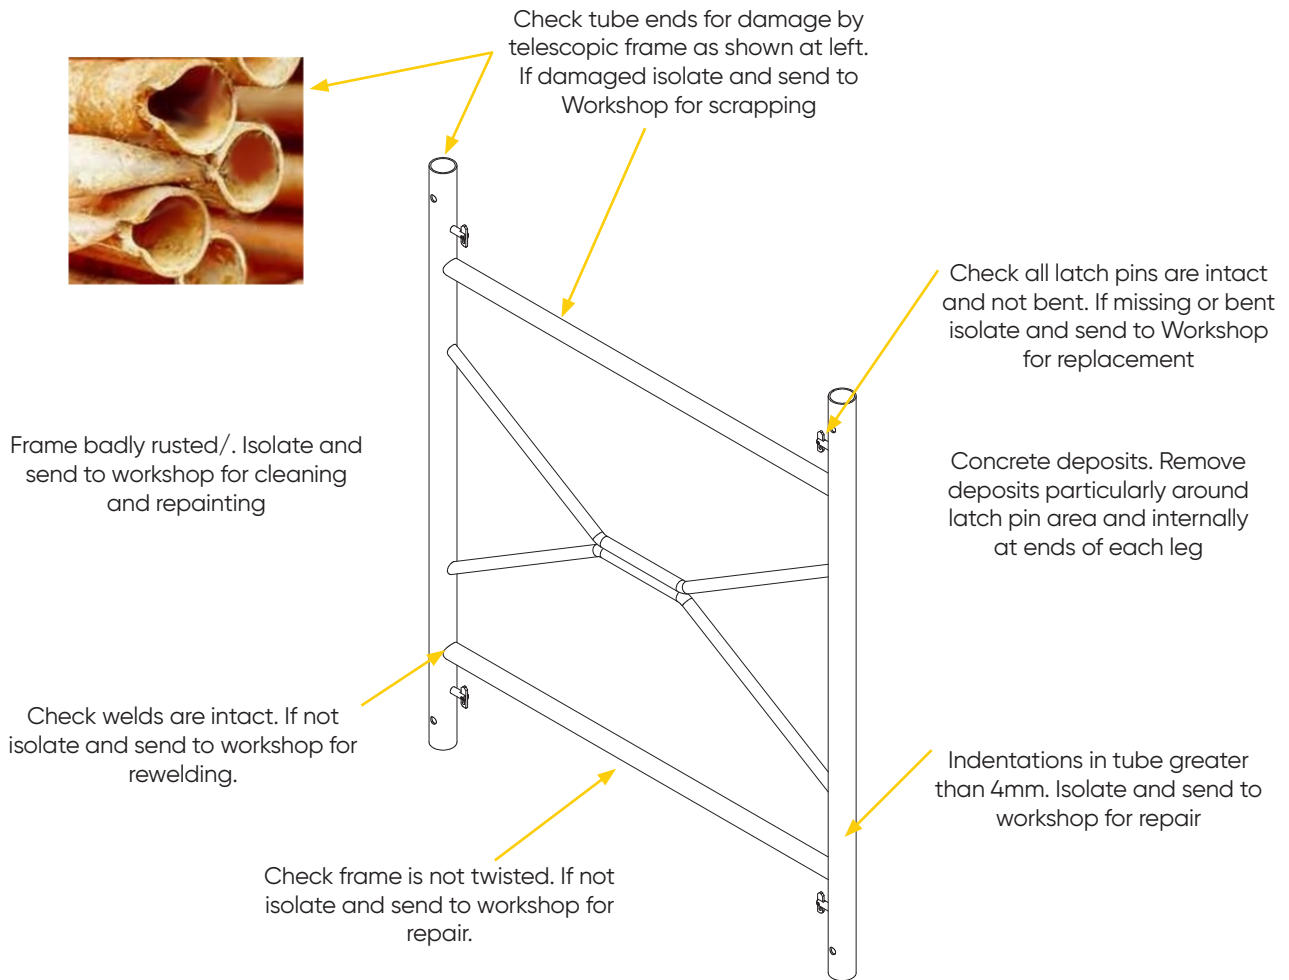 Check tube ends for damage by
telescopic frame as shown at left.
If damaged isolate and send to
Workshop for scrapping
Check all latch pins are intact
and not bent. If missing or bent
isolate and send to Workshop
for replacement
Frame badly rusted/. Isolate and
send to workshop for cleaning
and repainting
Concrete deposits. Remove
deposits particularly around
latch pin area and internally
at ends of each leg
Check welds are intact. If not
isolate and send to workshop for
rewelding.
Indentations in tube greater
than 4mm. Isolate and send to
workshop for repair
Check frame is not twisted. If not
isolate and send to workshop for
repair.